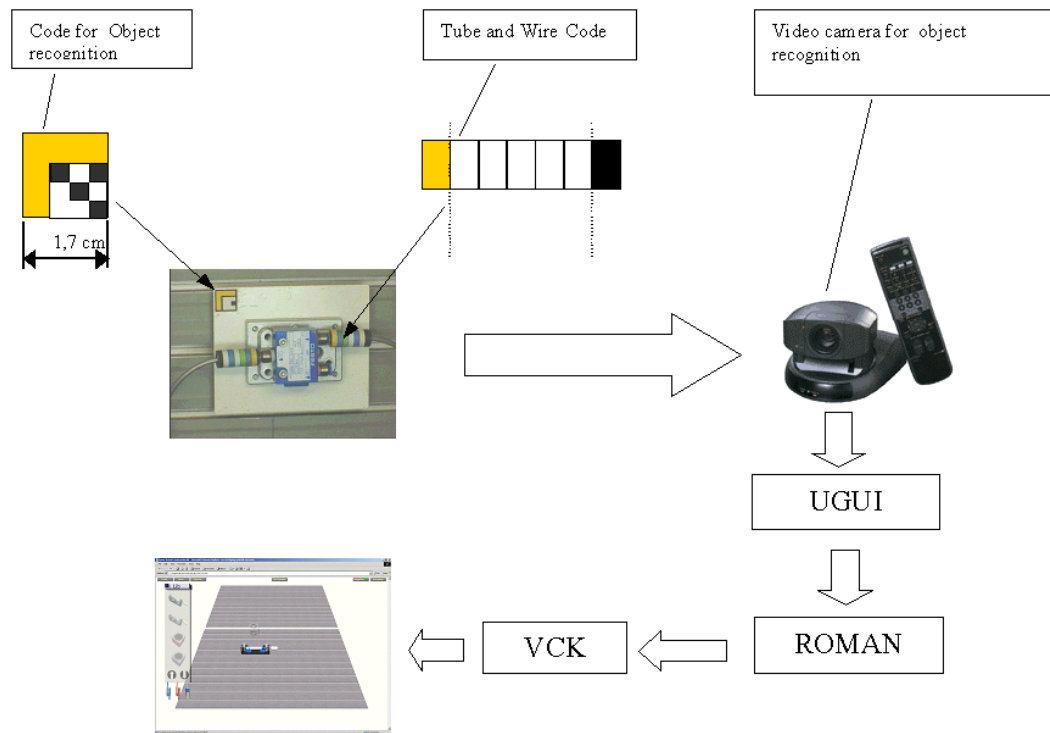 Code for Object
recognition
Tube and Wire Code
Video camera for object
recognition
1,7 cm
UGUI
ROMAN
VCK